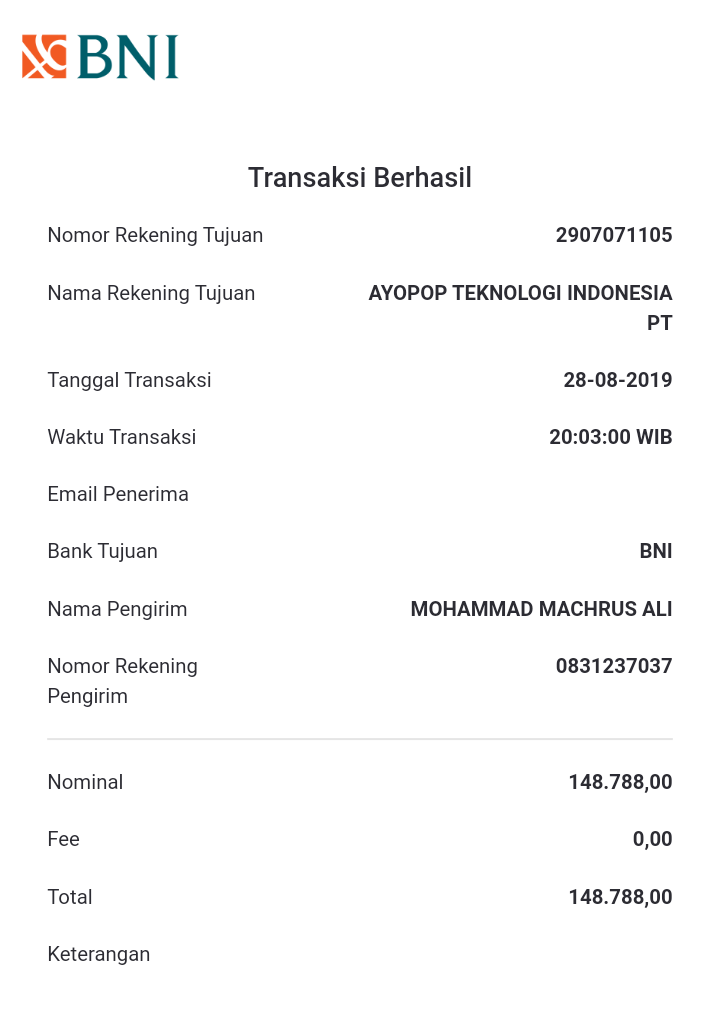 BNI
Transaksi Berhasil
Nomor Rekening Tujuan 2907071105
Nama Rekening Tujuan AYOPOP TEKNOLOGI INDONESIA
PT
Tanggal Transaksi 28-08-2019
Waktu Transaksi 20:03:00 WIB
Email Penerima
Bank Tujuan BNI
Nama Pengirim MOHAMMAD MACHRUS ALI
Nomor Rekening 0831237037
Pengirim
Nominal 148.788,00
Fee 0,00
Total 148.788,00
Keterangan